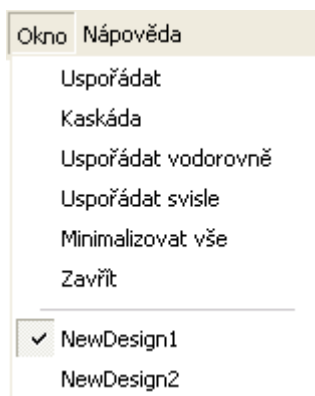 Okno Nápověda
Uspořádat
Kaskáda
Uspořádat vodorovně
Uspořádat svisle
Minimalizovat vše
Zavřít
NewDesign1
NewDesign2